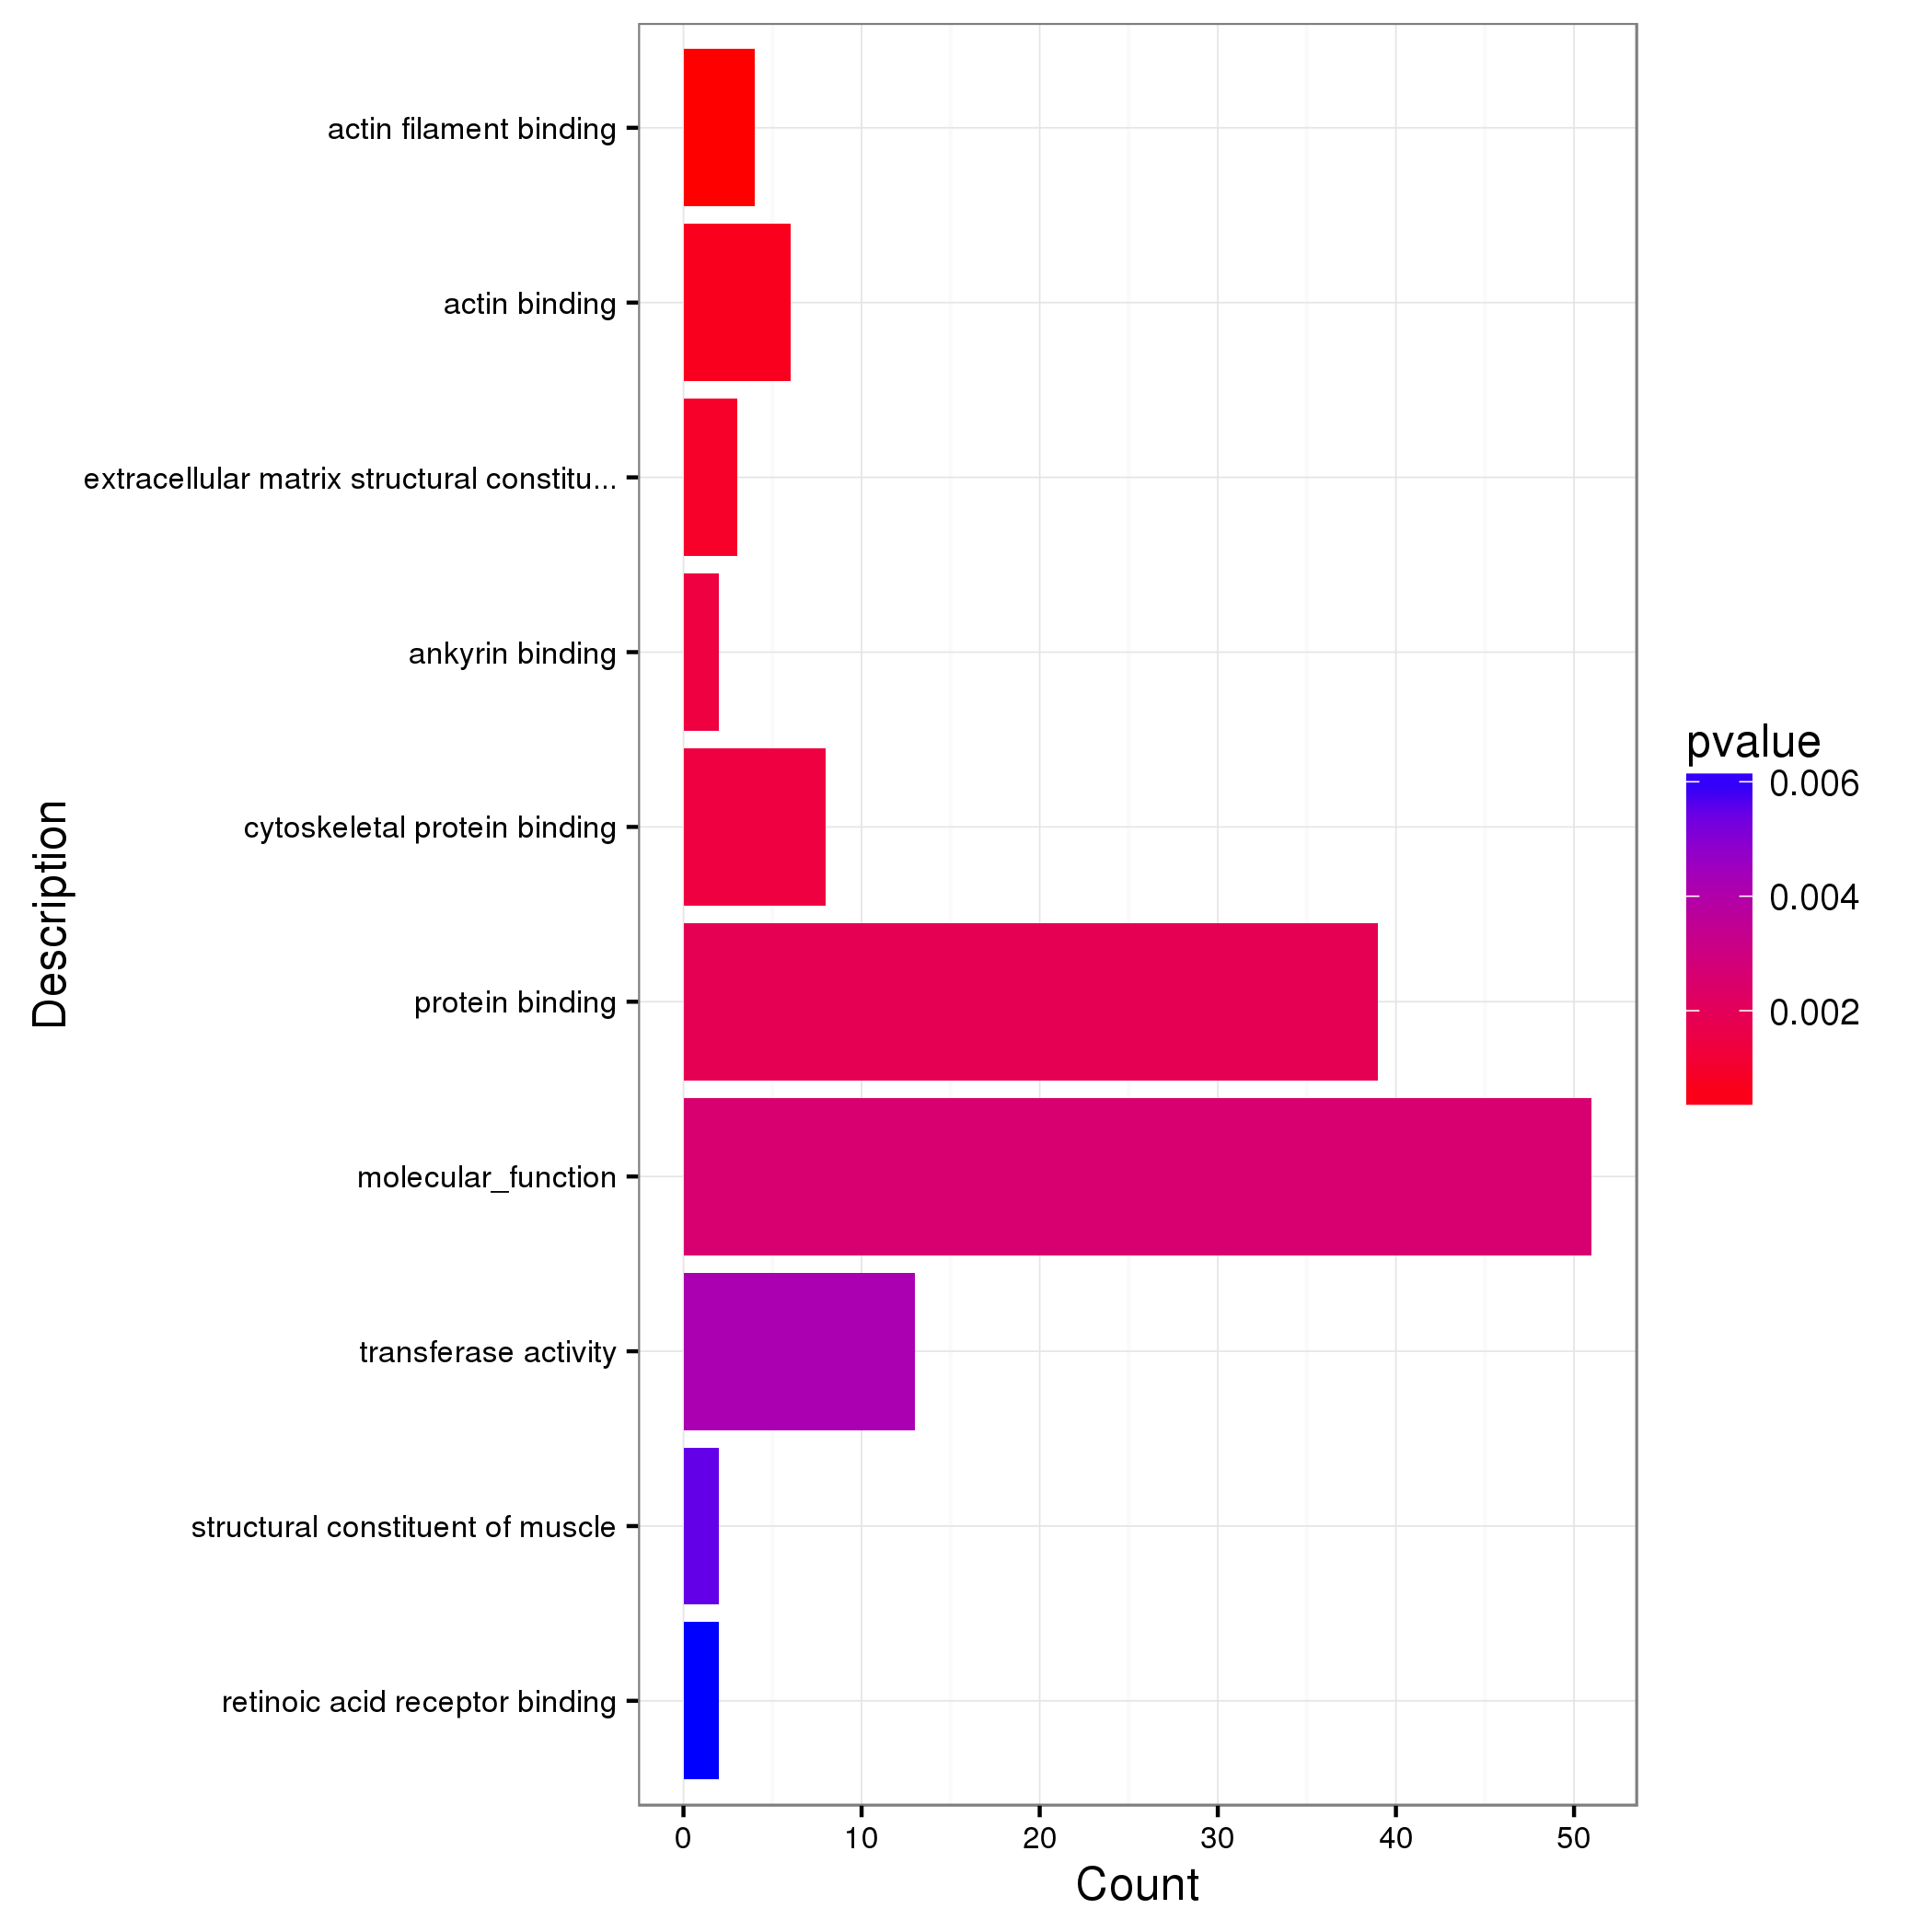 actin filament binding
actin binding
extracellular matrix structural constitu...
ankyrin binding
cytoskeletal protein binding
protein binding
molecular_function
transferase activity
structural constituent of muscle
retinoic acid receptor binding
Description
0 10 20 30 40 50
Count
pvalue
0.006
0.004
0.002